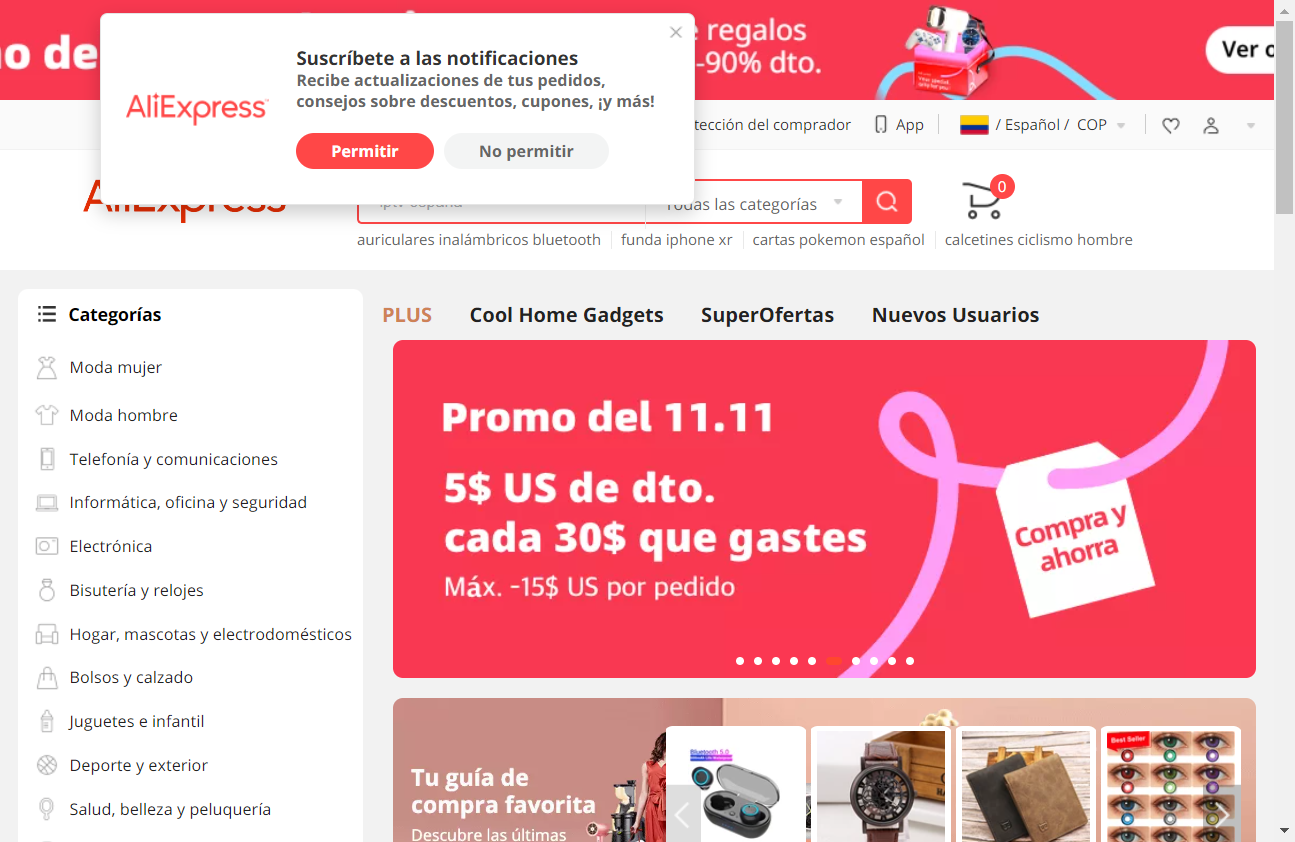 no de
e regalos
-90% dto.
Ver o
Suscríbete a las notificaciones
Recibe actualizaciones de tus pedidos,
consejos sobre descuentos, cupones, ¡y más!
AliExpress
Permitir
No permitir
tección del comprador
App
/ Español / COP
AliExpress
iptv españa
Todas las categorías
0
auriculares inalámbricos bluetooth
funda iphone xr
cartas pokemon español
calcetines ciclismo hombre
Categorías
Moda mujer
Moda hombre
Telefonía y comunicaciones
Informática, oficina y seguridad
Electrónica
Bisutería y relojes
Hogar, mascotas y electrodomésticos
Bolsos y calzado
Juguetes e infantil
Deporte y exterior
Salud, belleza y peluquería
PLUS
Cool Home Gadgets
SuperOfertas
Nuevos Usuarios
Promo del 11.11
5$ US de dto.
cada 30$ que gastes
Máx. -15$ US por pedido
Compra y
ahorra
Tu guía de
compra favorita
Descubre las últimas
Bluetooth 5.0
Best Seller